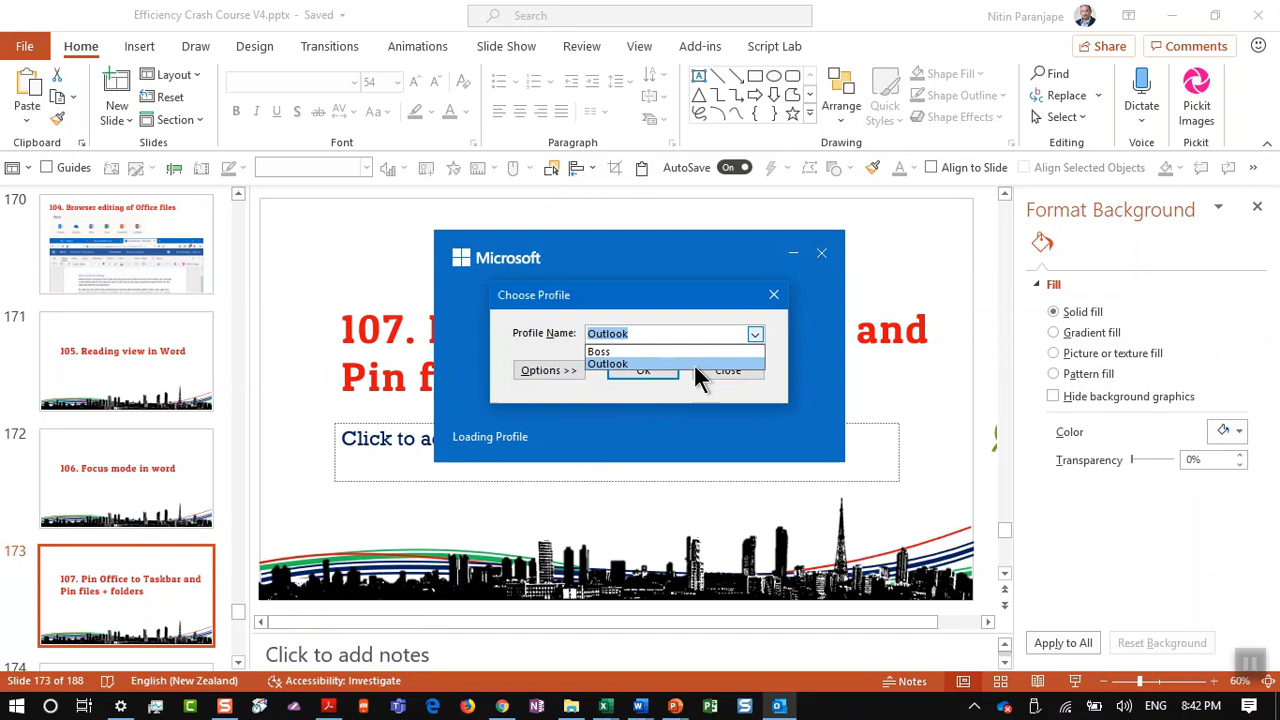 Efficiency Crash Course V4.pptx - Saved
Search
Nitin Paranjape
File
Home
Insert
Draw
Design
Transitions
Animations
Slide Show
Review
View
Add-ins
Script Lab
Share
Comments
Paste
New
Slide
Layout
Reset
Section
54
Arrange
Quick
Styles
Shape Fill
Shape Outline
Shape Effects
Find
Replace
Select
Dictate
Pickit
Images
Clipboard
Slides
Font
Paragraph
Drawing
Editing
Voice
Pickit
Guides
AutoSave
On
Align to Slide
Align Selected Objects
170
104. Browser editing of Office files
171
105. Reading view in Word
172
106. Focus mode in word
173
107. Pin Office to Taskbar and
Pin files + folders
174
107.
and
Pin f
Click to ad
Microsoft
Choose Profile
Profile Name:
Outlook
Boss
Outlook
Options >>
OK
Close
Loading Profile
Click to add notes
Format Background
Fill
Solid fill
Gradient fill
Picture or texture fill
Pattern fill
Hide background graphics
Color
Transparency
0%
Apply to All
Reset Background
Slide 173 of 188
English (New Zealand)
Accessibility: Investigate
Notes
60%
ENG
8:42 PM